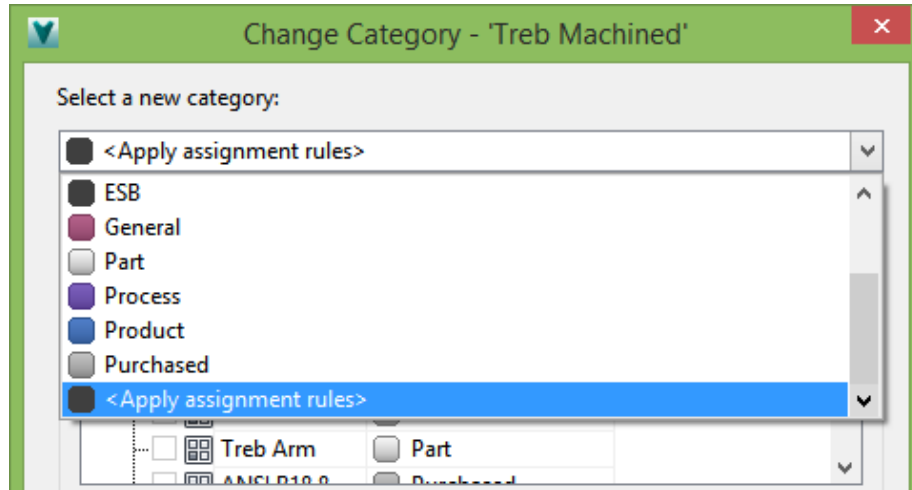 Change Category - 'Treb Machined'
Select a new category:
<Apply assignment rules>
ESB
General
Part
Process
Product
Purchased
<Apply assignment rules>
Treb Arm Part